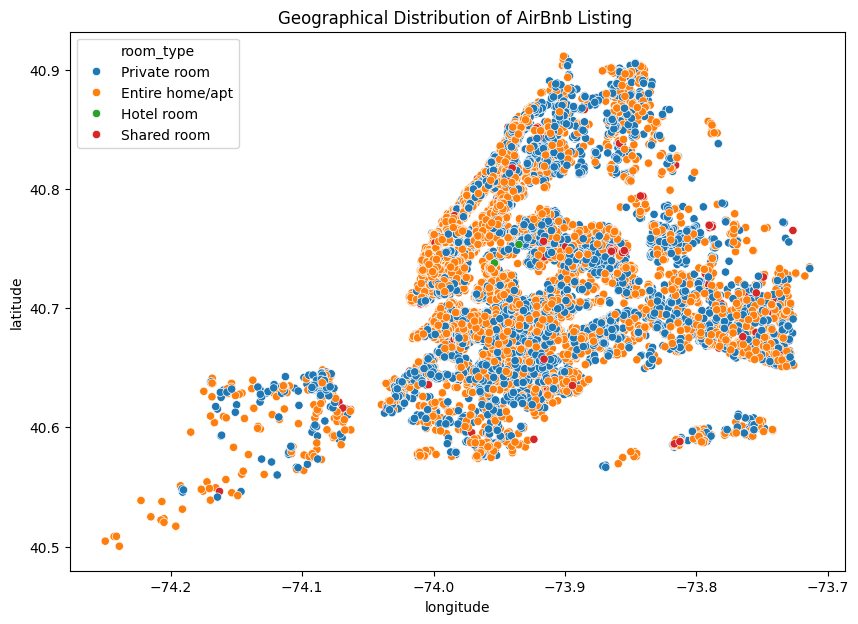 Geographical Distribution of AirBnb Listing
room_type
Private room
Entire home/apt
Hotel room
Shared room
latitude
40.9
40.8
40.7
40.6
40.5
−74.2
−74.1
−74.0
−73.9
−73.8
−73.7
longitude